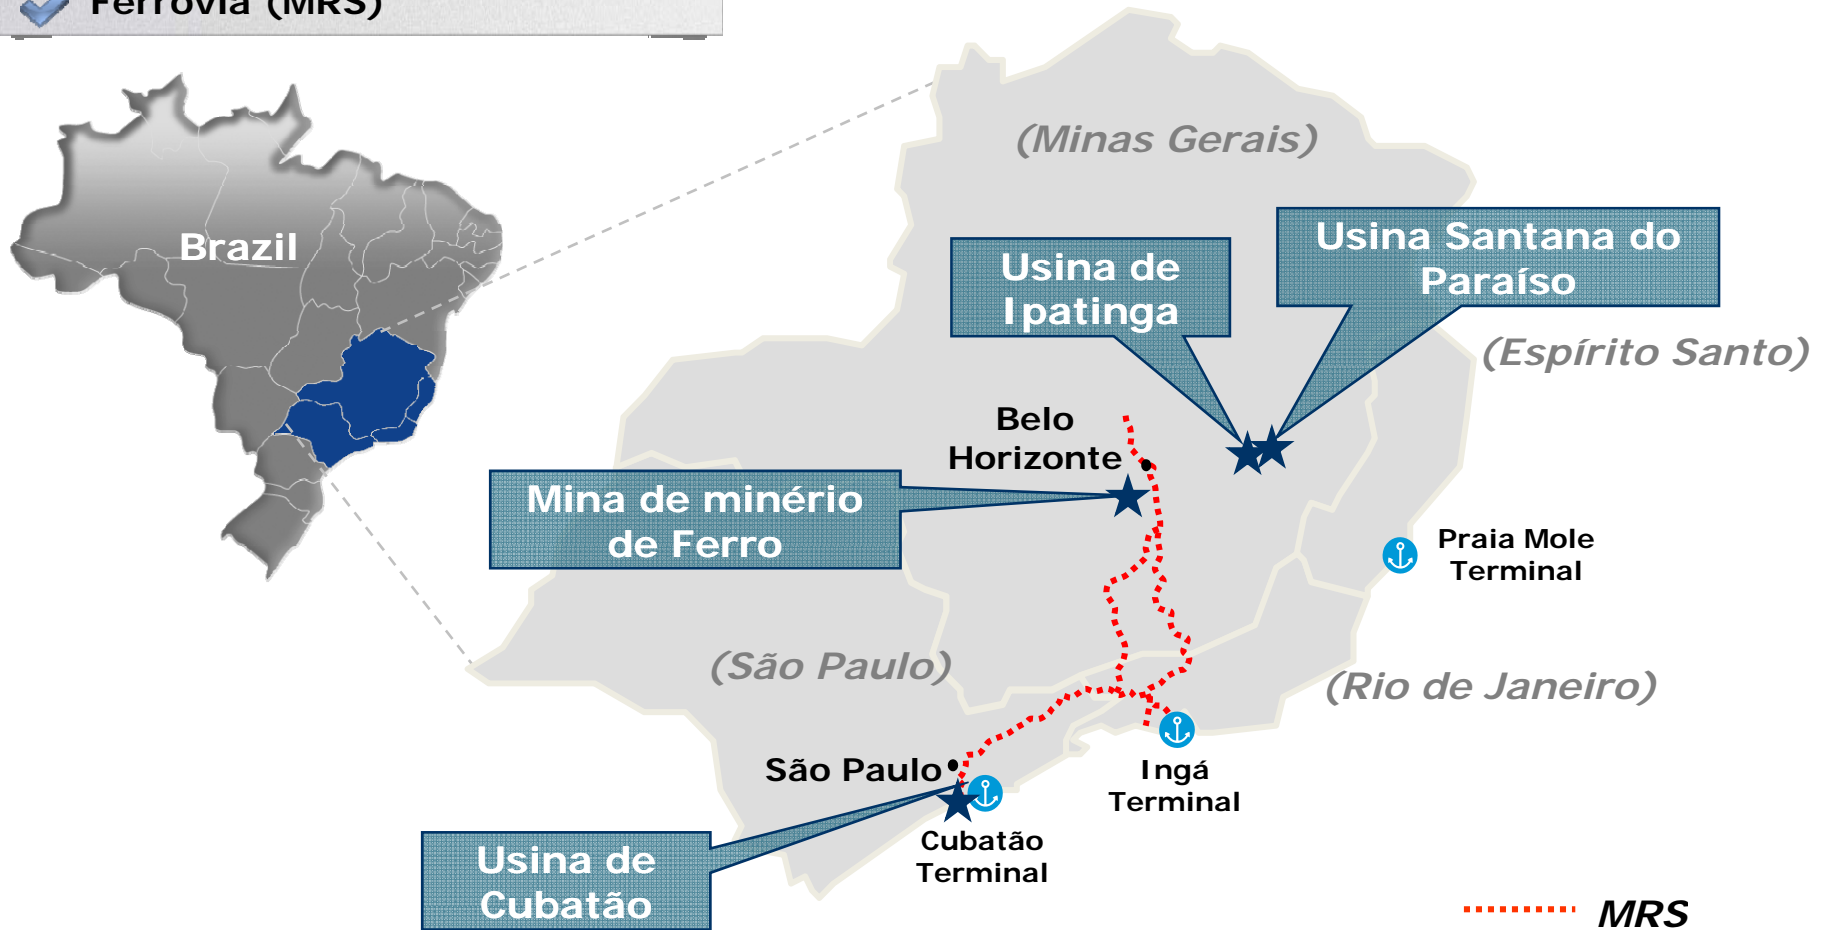 Ferrovia (MRS)
Brazil
(Minas Gerais)
Usina Santana do
Paraíso
Usina de
Ipatinga
(Espírito Santo)
Belo
Horizonte
Mina de minério
de Ferro
Praia Mole
Terminal
(São Paulo)
(Rio de Janeiro)
São Paulo
Ingá
Terminal
Cubatão
Terminal
Usina de
Cubatão
MRS